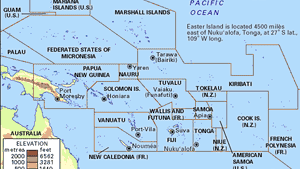 MARIANA
ISLANDS (U.S.)
GUAM
(U.S.)
MARSHALL ISLANDS
PACIFIC
OCEAN
Easter Island is located 4500 miles
east of Nuku'alofa, Tonga, at 27° S lat.,
109° W long.
PALAU
FEDERATED STATES OF
MICRONESIA
Tarawa
(Bairiki)
Yaren
NAURU
PAPUA
NEW GUINEA
SOLOMON IS.
Honiara
TUVALU
Vaiaku
(Funafuti)
TOKELAU
(N.Z.)
KIRIBATI
Port
Moresby
WALLIS AND
FUTUNA (FR.)
SAMOA
Apia
COOK IS.
(N.Z.)
VANUATU
Port-Vila
FIJI
Suva
TONGA
Nuku'alofa
NIUE
(N.Z.)
FRENCH
POLYNESIA
(FR.)
Nouméa
NEW CALEDONIA (FR.)
AMERICAN
SAMOA (U.S.)
AUSTRALIA
ELEVATION
meters feet
2000 6562
1000 3281